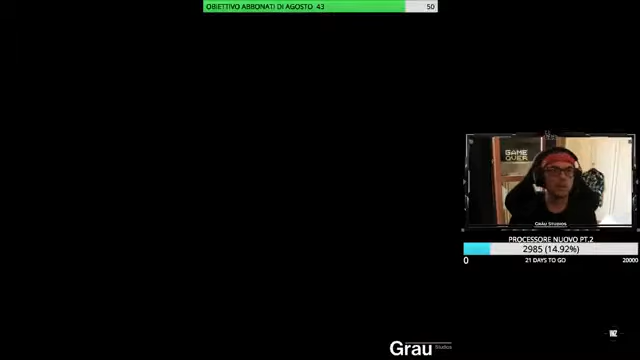 OBIETTIVO ABBONATI DI AGOSTO 43
50
GAME
OVER
GRAU STUDIOS
PROCESSORE NUOVO PT.2
2985 (14.92%)
0
21 DAYS TO GO
20000
Grau Studios